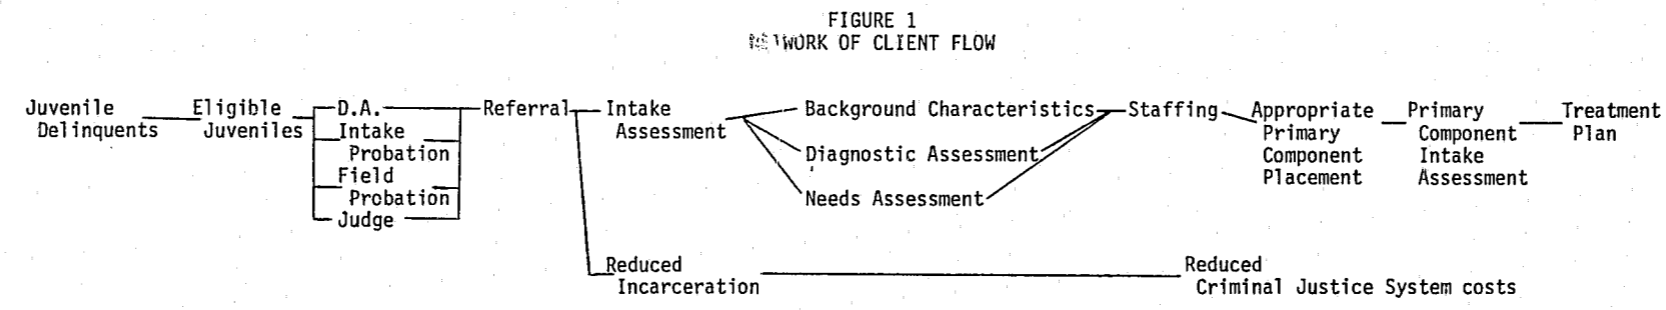 FIGURE 1
NETWORK OF CLIENT FLOW
Juvenile
Delinquents
Eligible
Juveniles
D.A.
Intake
Probation
Field
Probation
Judge
Referral
Intake
Assessment
Background Characteristics
Diagnostic Assessment
Needs Assessment
Staffing
Appropriate
Primary
Component
Placement
Primary
Component
Intake
Assessment
Treatment
Plan
Reduced
Incarceration
Reduced
Criminal Justice System costs